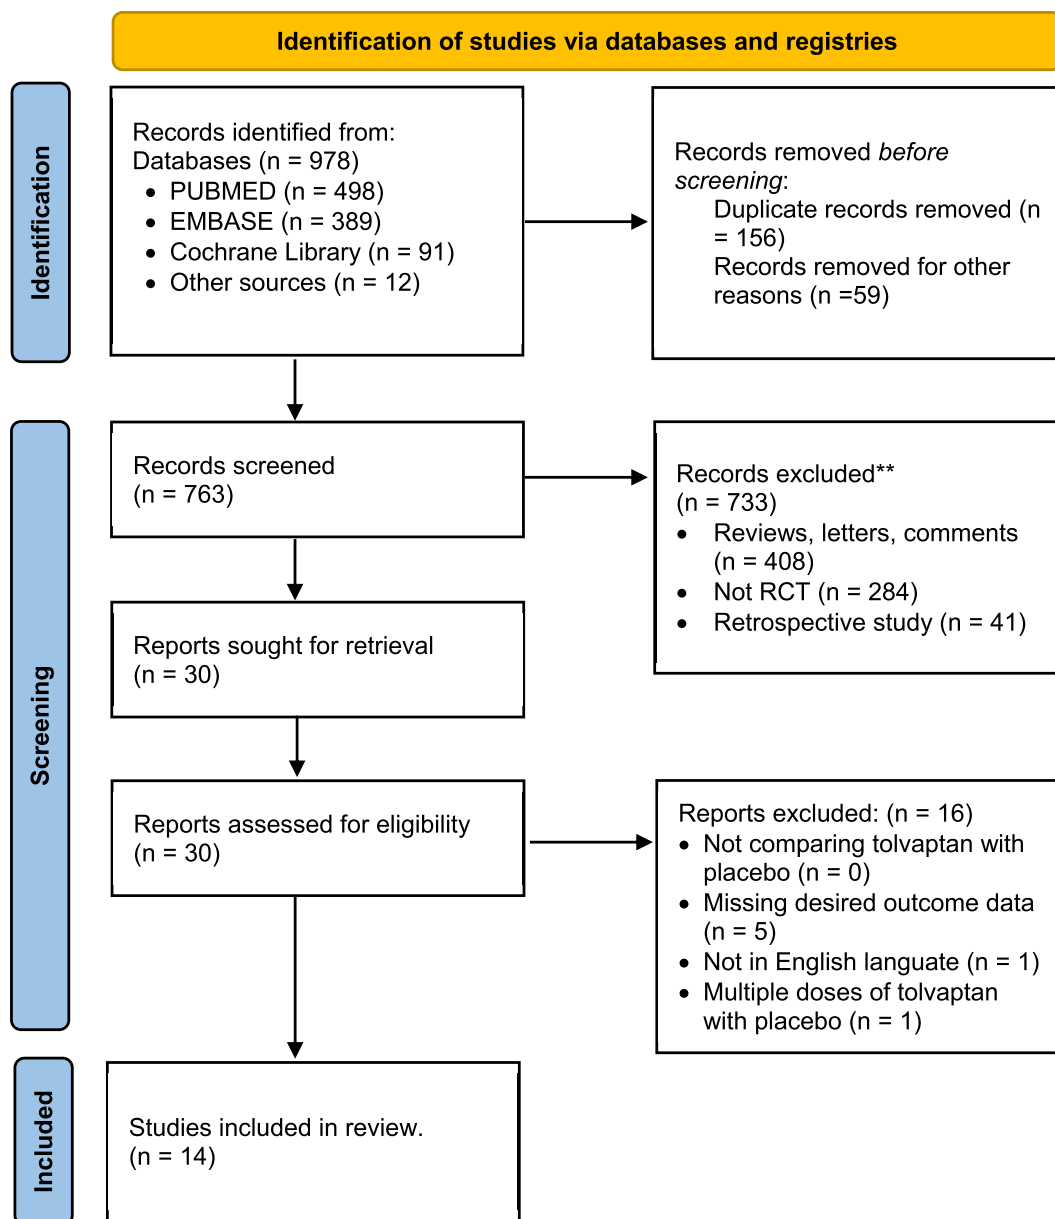 Identification of studies via databases and registries
Identification
Records identified from:
Databases (n = 978)
• PUBMED (n = 498)
• EMBASE (n = 389)
• Cochrane Library (n = 91)
• Other sources (n = 12)
Records removed before
screening:
Duplicate records removed (n
= 156)
Records removed for other
reasons (n =59)
Screening
Records screened
(n = 763)
Records excluded**
(n = 733)
• Reviews, letters, comments
(n = 408)
• Not RCT (n = 284)
• Retrospective study (n = 41)
Reports sought for retrieval
(n = 30)
Reports assessed for eligibility
(n = 30)
Reports excluded: (n = 16)
• Not comparing tolvaptan with
placebo (n = 0)
• Missing desired outcome data
(n = 5)
• Not in English languate (n = 1)
• Multiple doses of tolvaptan
with placebo (n = 1)
Included
Studies included in review.
(n = 14)